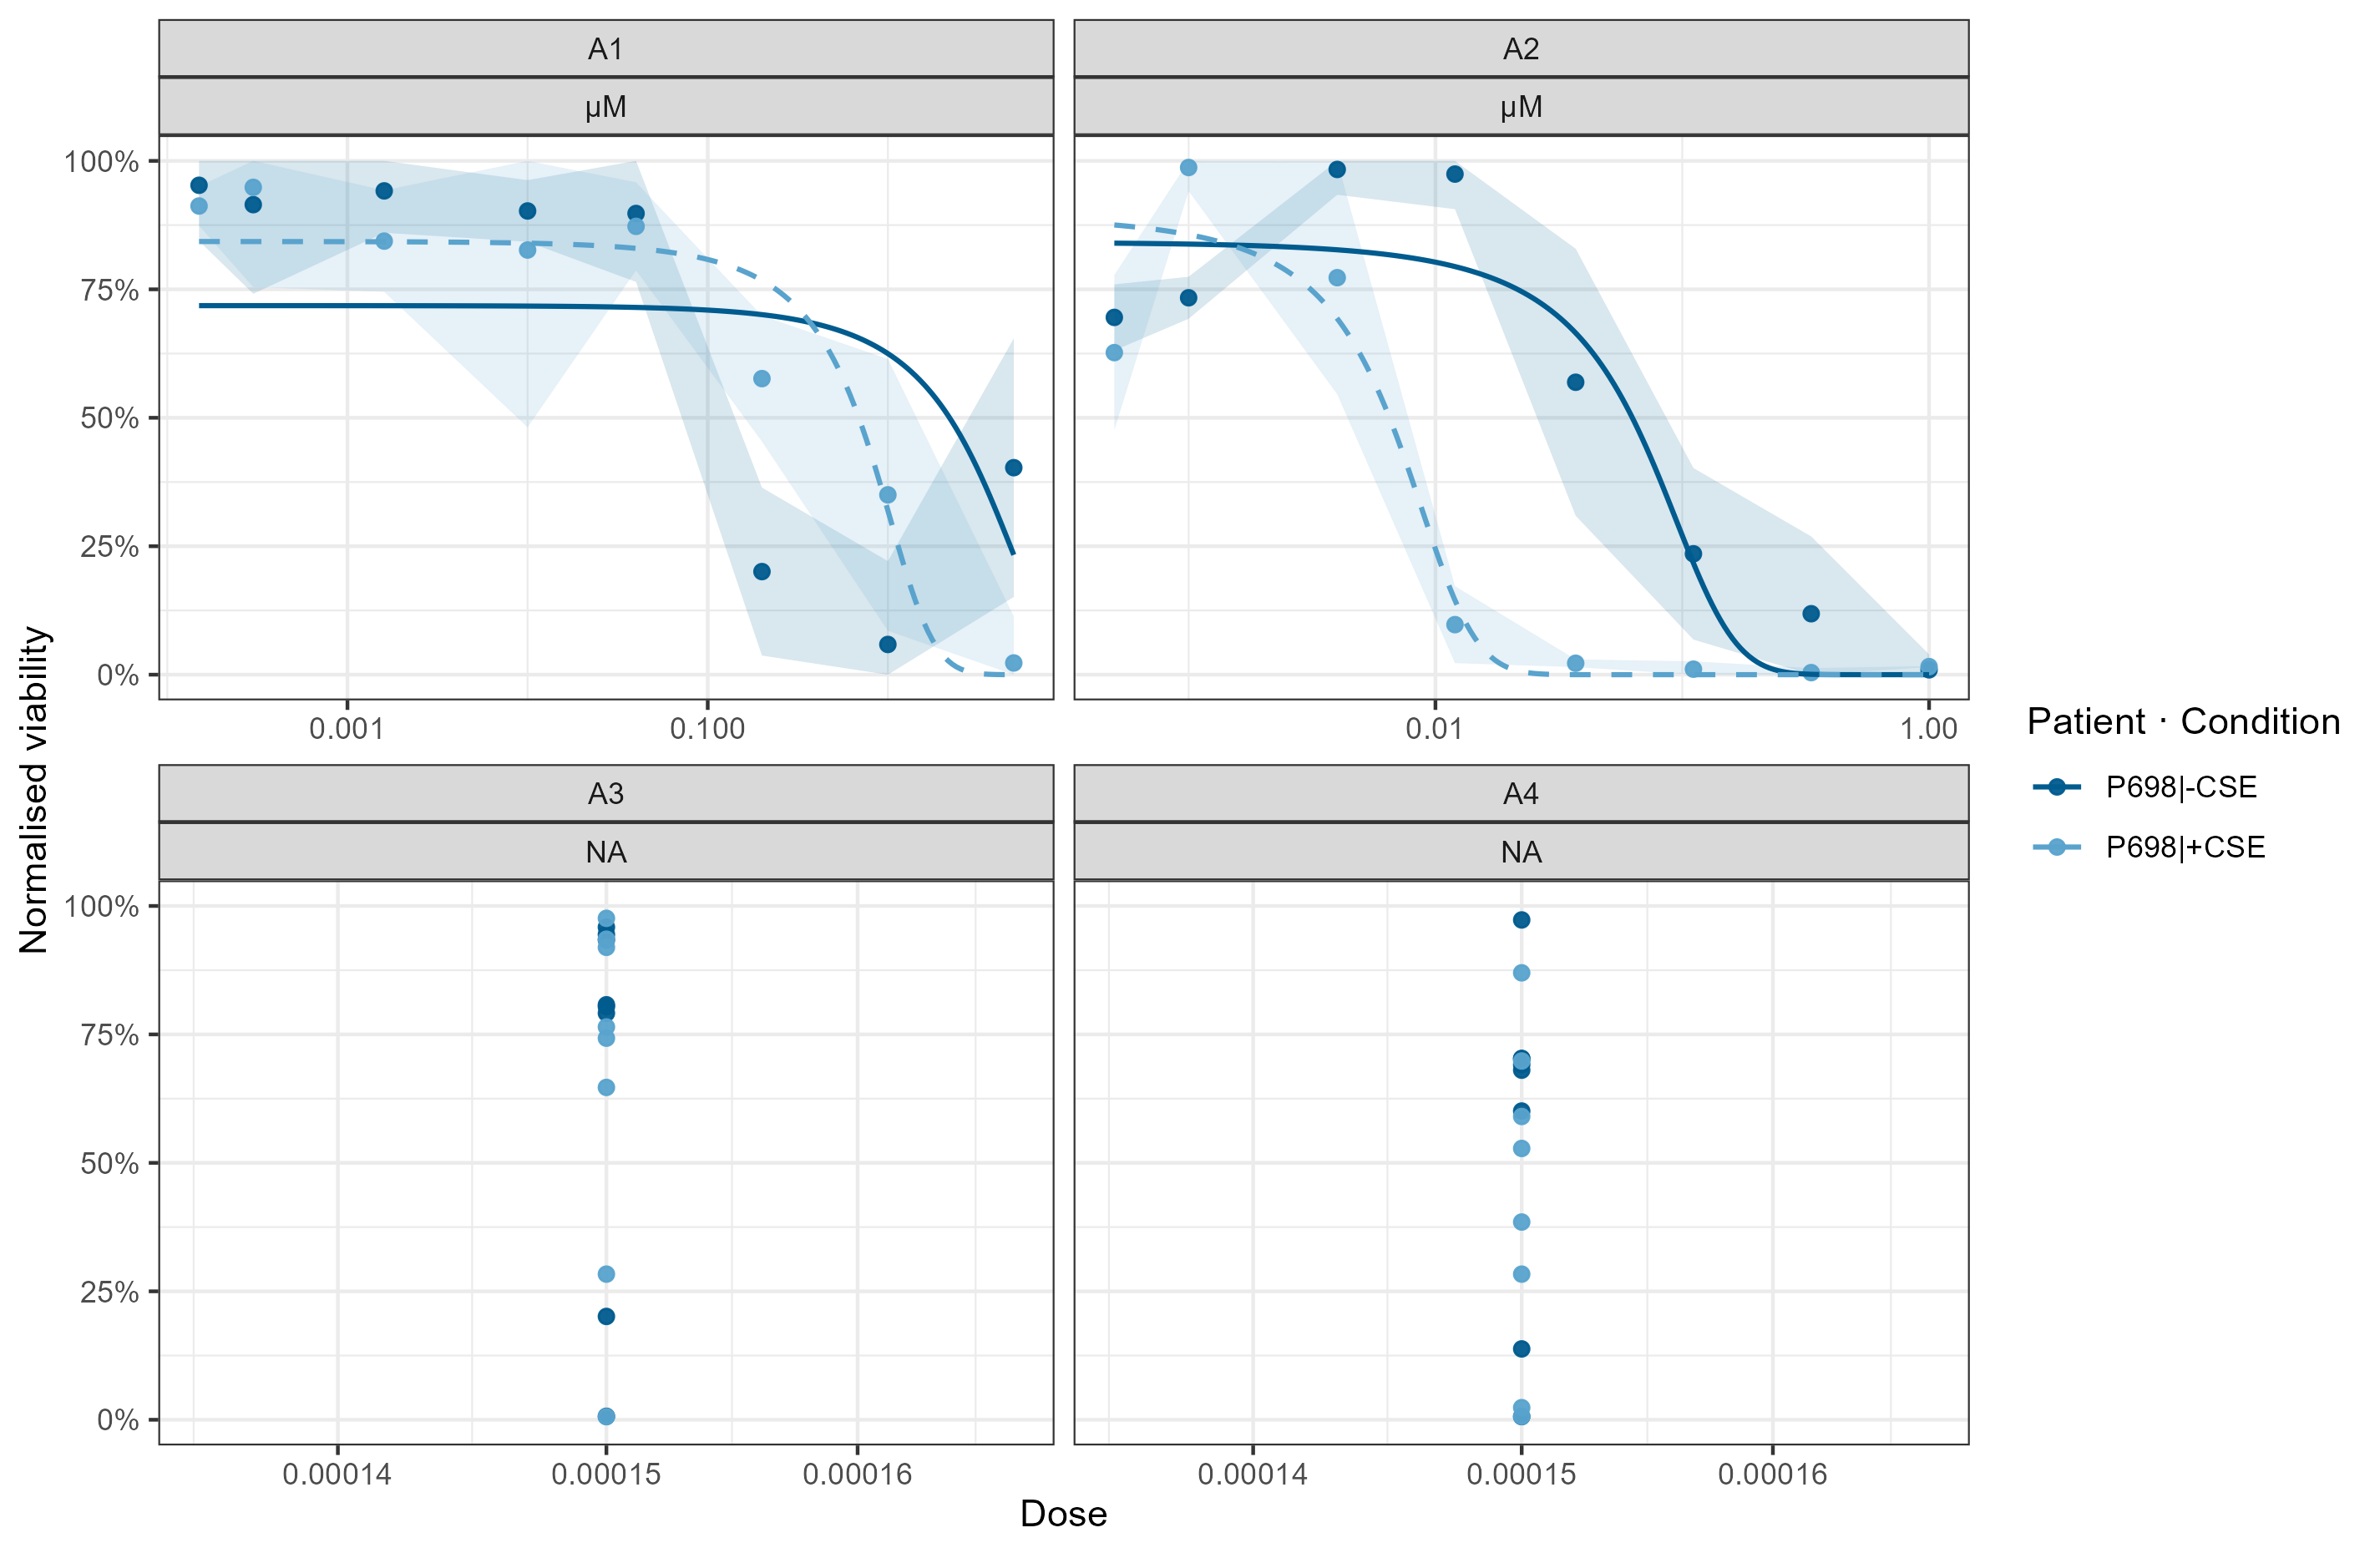 A1
A2
µM
µM
100%
75%
50%
25%
0%
0.001
0.100
0.01
1.00
A3
A4
NA
NA
100%
75%
50%
25%
0%
0.00014
0.00015
0.00016
0.00014
0.00015
0.00016
Dose
Normalised viability
Patient · Condition
P698|-CSE
P698|+CSE